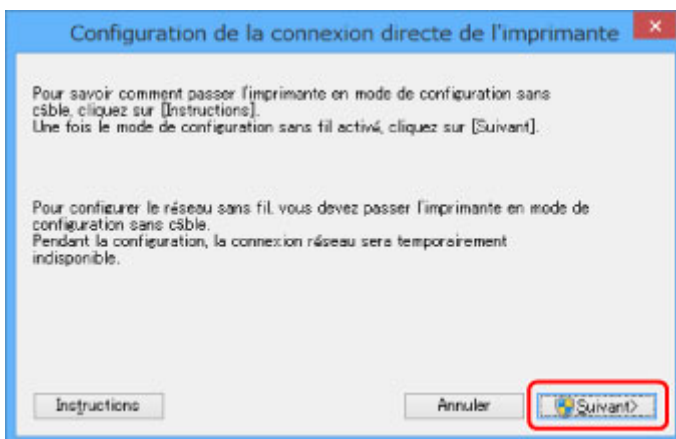 Configuration de la connexion directe de l'imprimante
Pour savoir comment passer l'imprimante en mode de configuration sans
câble, cliquez sur [Instructions].
Une fois le mode de configuration sans fil activé, cliquez sur [Suivant].
Pour configurer le réseau sans fil, vous devez passer l'imprimante en mode de
configuration sans câble.
Pendant la configuration, la connexion réseau sera temporairement
indisponible.
Instructions Annuler Suivant>